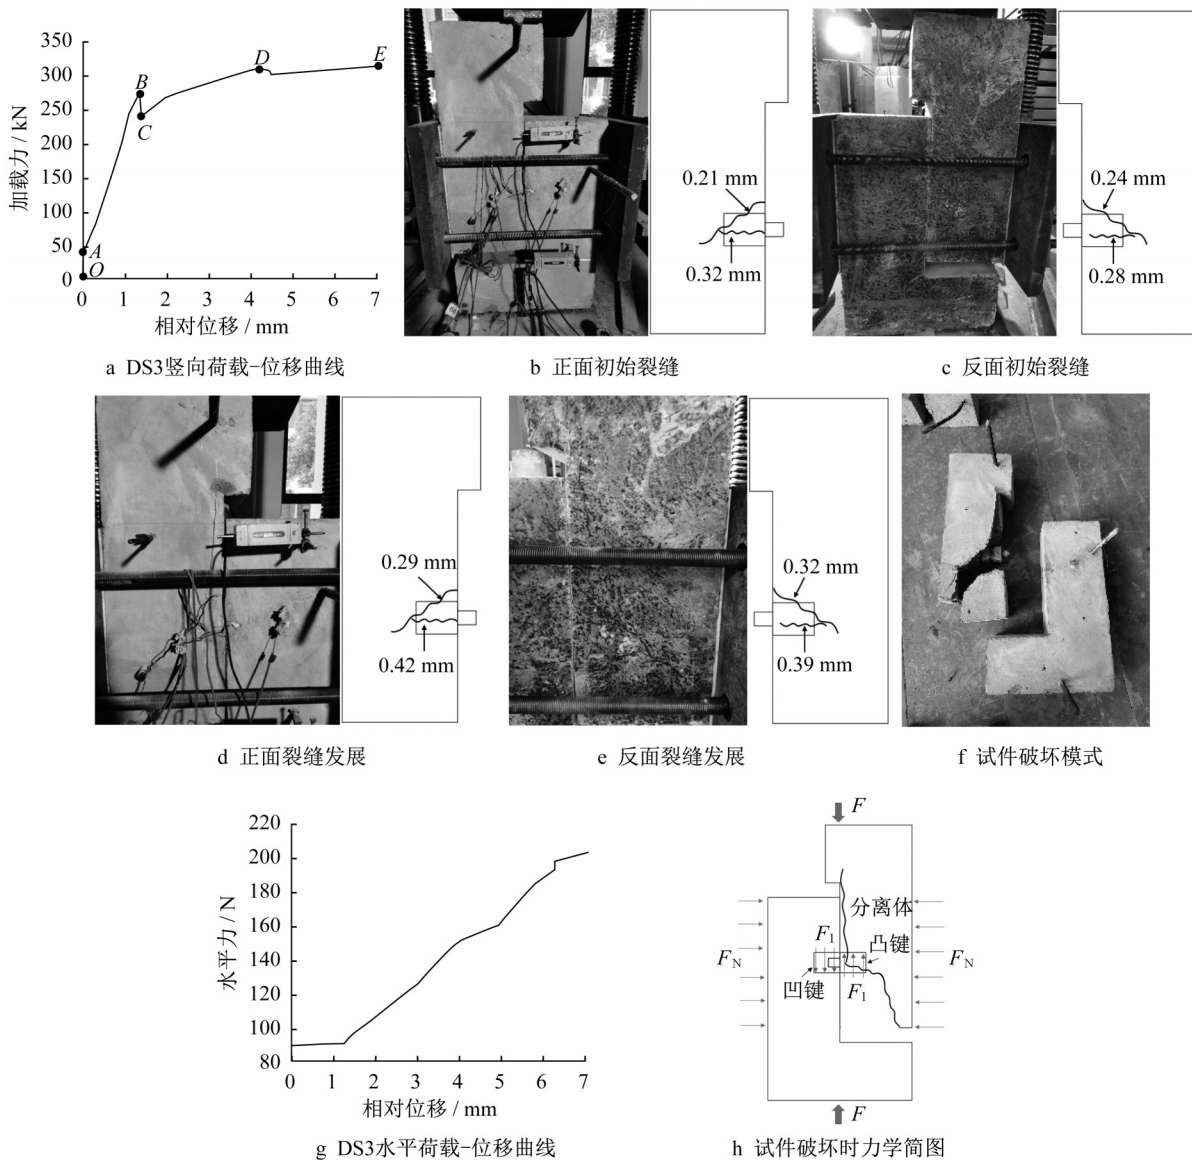 350
300
250
200
150
100
50
0
加载力 / kN
O
A
B
C
D
E
0 1 2 3 4 5 6 7
相对位移 / mm
a DS3竖向荷载-位移曲线
0.21 mm
0.32 mm
b 正面初始裂缝
0.24 mm
0.28 mm
c 反面初始裂缝
0.29 mm
0.42 mm
d 正面裂缝发展
0.32 mm
0.39 mm
e 反面裂缝发展
f 试件破坏模式
220
200
180
160
140
120
100
80
水平力 / N
0 1 2 3 4 5 6 7
相对位移 / mm
g DS3水平荷载-位移曲线
F
分离体
F₁
凸键
F_N
F_N
凹键
F₁
F
h 试件破坏时力学简图